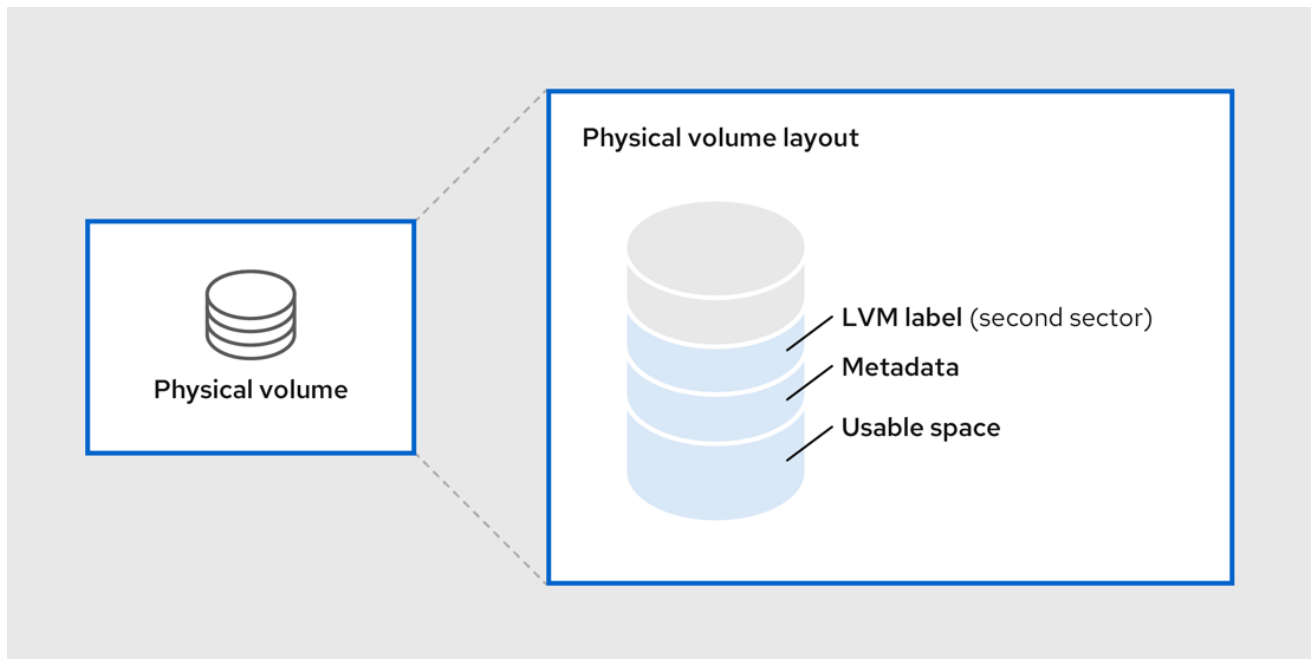 Physical volume layout
LVM label (second sector)
Metadata
Physical volume
Usable space